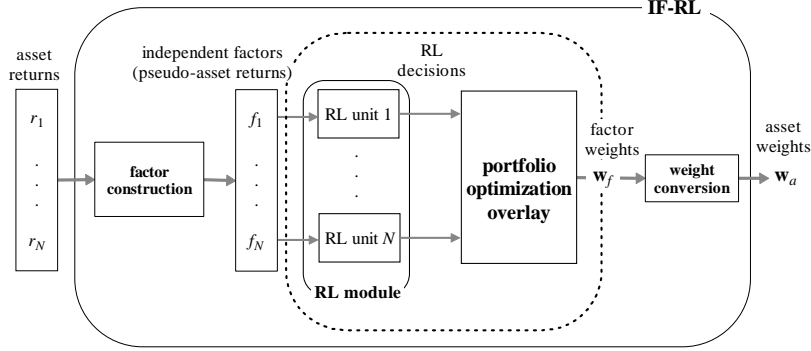 IF-RL
asset
returns
independent factors
(pseudo-asset returns)
RL
decisions
r1
.
.
.
.
rN
factor
construction
f1
.
.
.
.
fN
RL unit 1
.
.
.
.
RL unit N
RL module
portfolio
optimization
overlay
factor
weights
wf
weight
conversion
asset
weights
wa